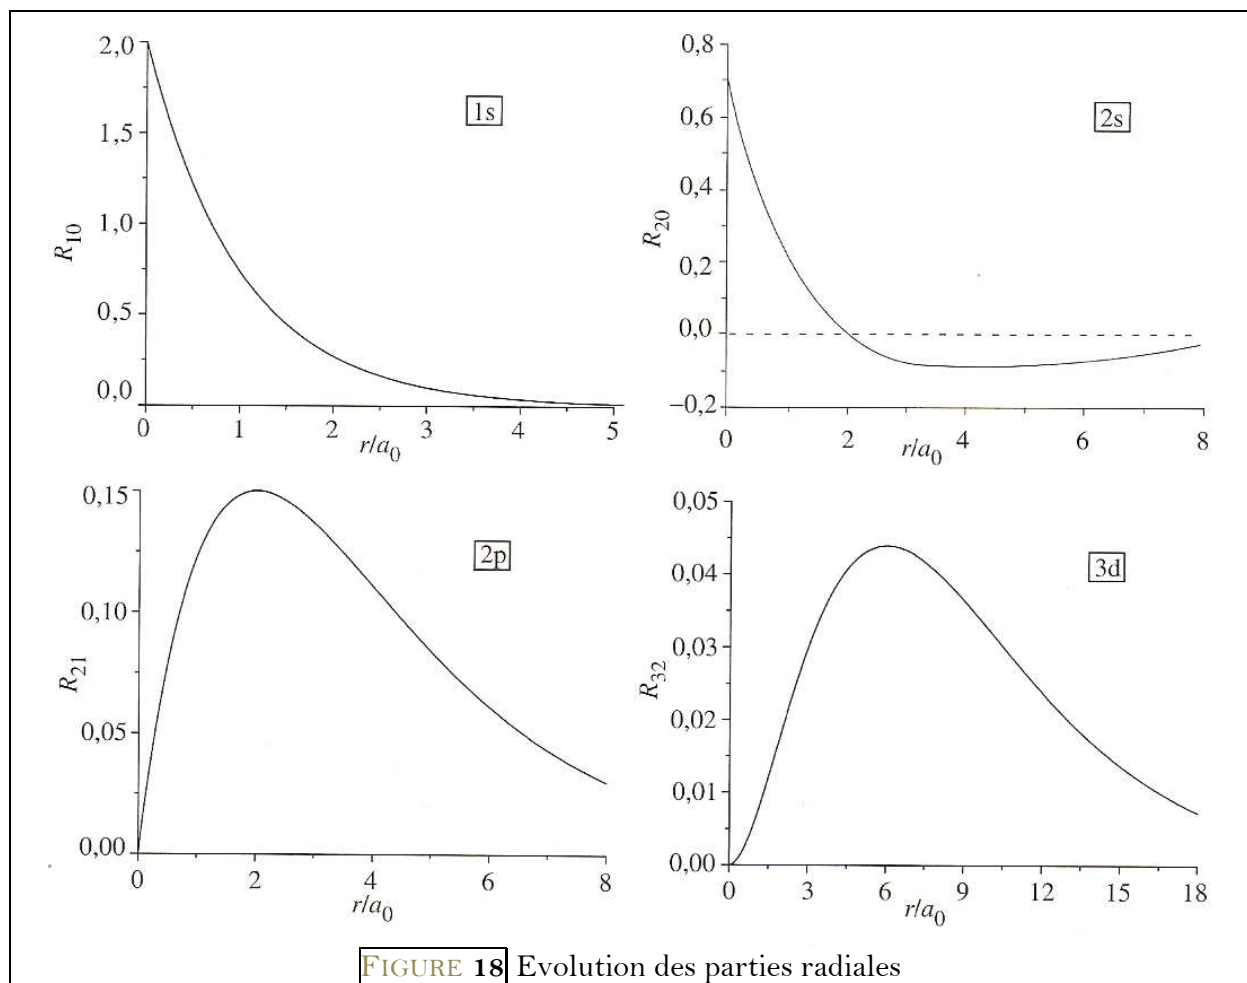 2,0
1,5
1,0
0,5
0,0
R10
1s
0 1 2 3 4 5
r/a0
0,8
0,6
0,4
0,2
0,0
–0,2
R20
2s
0 2 4 6 8
r/a0
0,15
0,10
0,05
0,00
R21
2p
0 2 4 6 8
r/a0
0,05
0,04
0,03
0,02
0,01
0,00
R32
3d
0 3 6 9 12 15 18
r/a0
FIGURE 18 Evolution des parties radiales